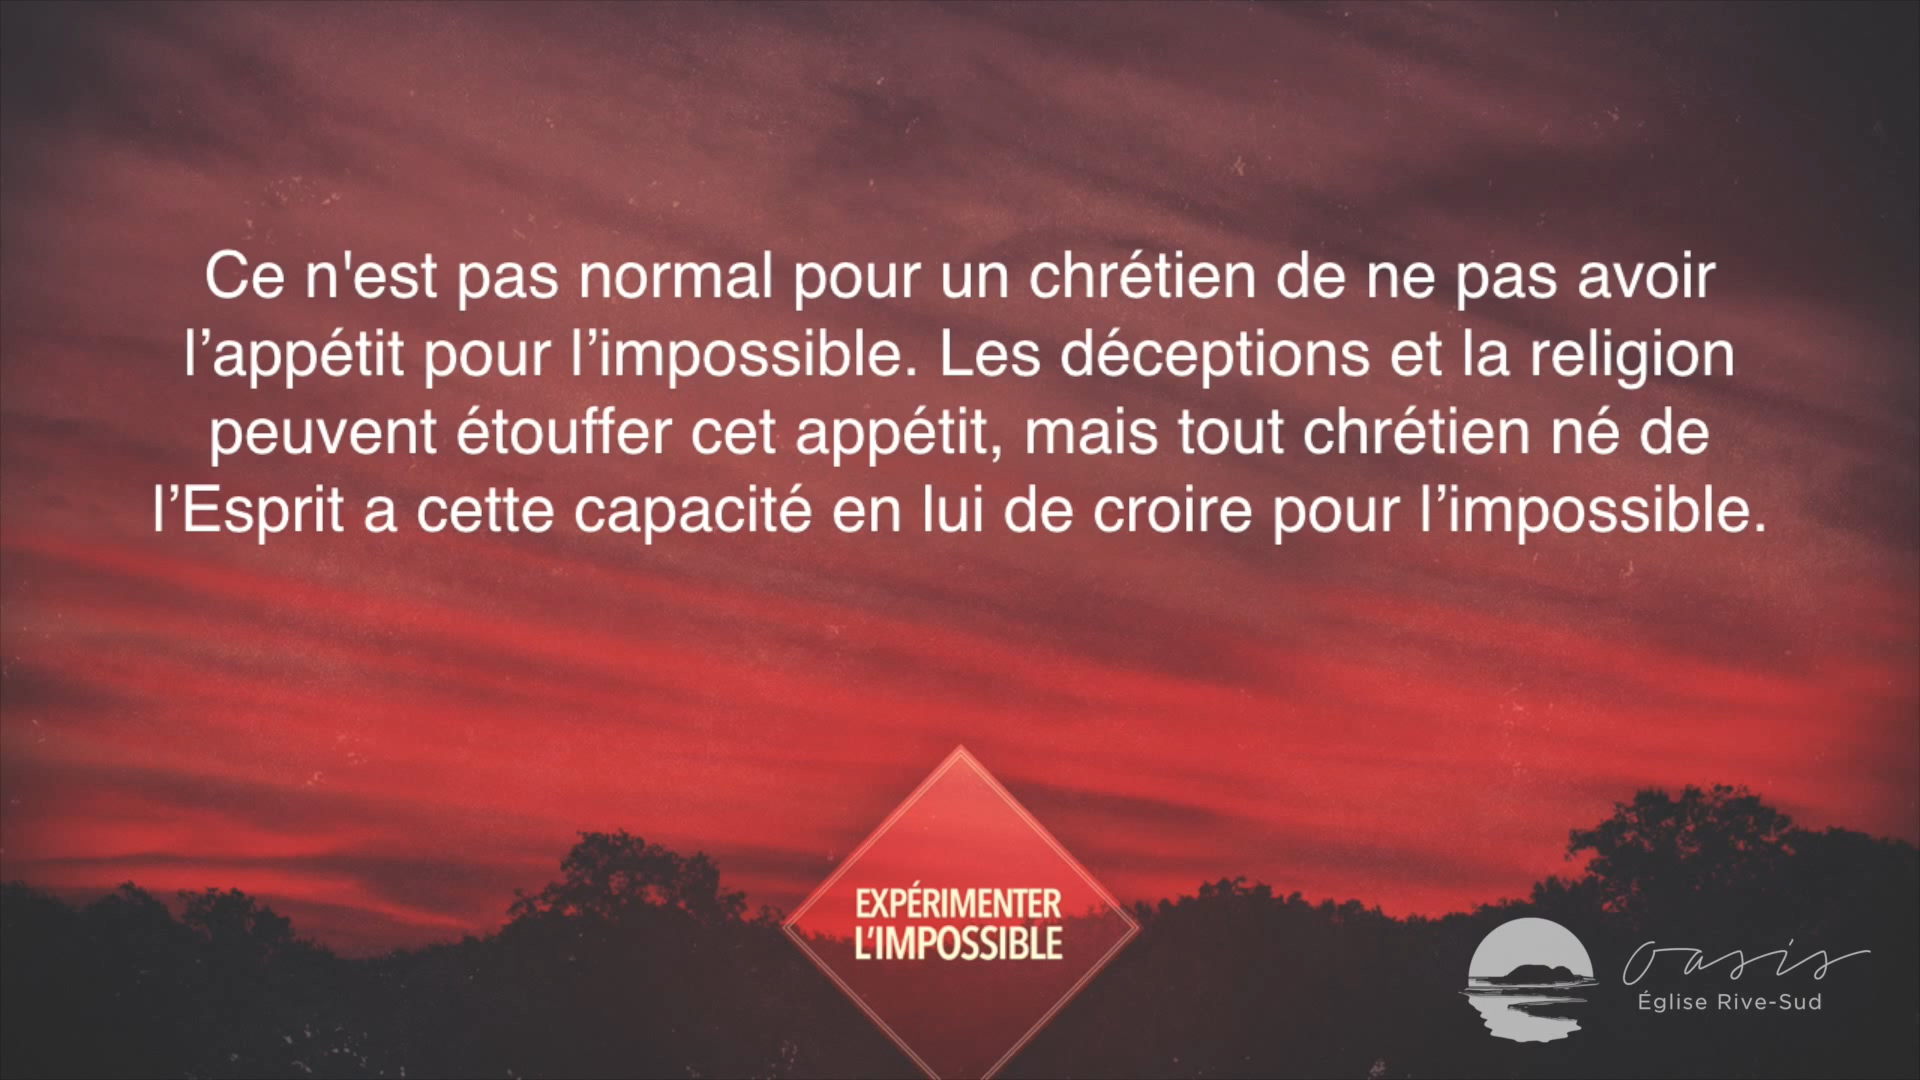 Ce n'est pas normal pour un chrétien de ne pas avoir
l’appétit pour l’impossible. Les déceptions et la religion
peuvent étouffer cet appétit, mais tout chrétien né de
l’Esprit a cette capacité en lui de croire pour l’impossible.
EXPÉRIMENTER
L'IMPOSSIBLE
oasis
Église Rive-Sud